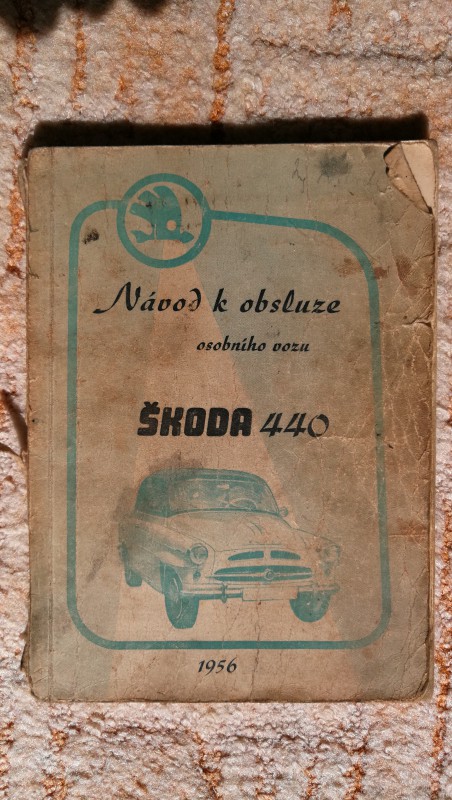 Návod k obsluze
osobního vozu
ŠKODA 440
1956